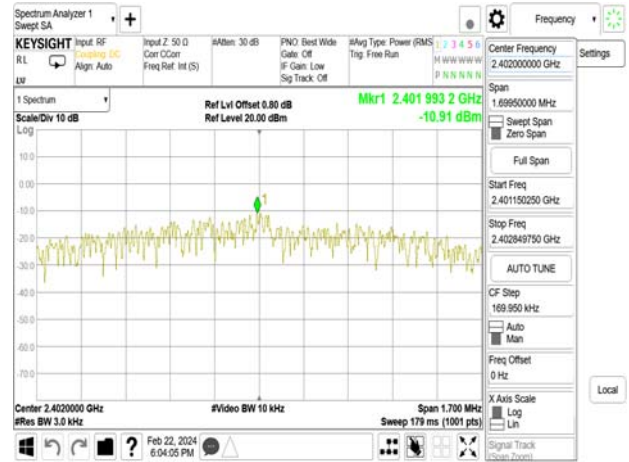 Spectrum Analyzer 1
Swept SA
+
Frequency
KEYSIGHT
RL
LW
Input: RF
Coupling: DC
Align: Auto
Input Z: 50 Ω
Corr CCorr
Freq Ref: Int (S)
#Atten: 30 dB
PNO: Best Wide
Gate: Off
IF Gain: Low
Sig Track: Off
#Avg Type: Power (RMS
Trig: Free Run
1 2 3 4 5 6
M W W W W W
P N N N N N
1 Spectrum
Scale/Div 10 dB
Log
Ref Lvl Offset 0.80 dB
Ref Level 20.00 dBm
Mkr1 2.401 993 2 GHz
-10.91 dBm
1
10.0
0.00
-10.0
-20.0
-30.0
-40.0
-50.0
-60.0
-70.0
Center 2.4020000 GHz
#Res BW 3.0 kHz
#Video BW 10 kHz
Span 1.700 MHz
Sweep 179 ms (1001 pts)
Feb 22, 2024
6:04:05 PM
?
Center Frequency
2.402000000 GHz
Settings
Span
1.69950000 MHz
Swept Span
Zero Span
Full Span
Start Freq
2.401150250 GHz
Stop Freq
2.402849750 GHz
AUTO TUNE
CF Step
169.950 kHz
Auto
Man
Freq Offset
0 Hz
X Axis Scale
Log
Lin
Local
Signal Track
(Span Zoom)